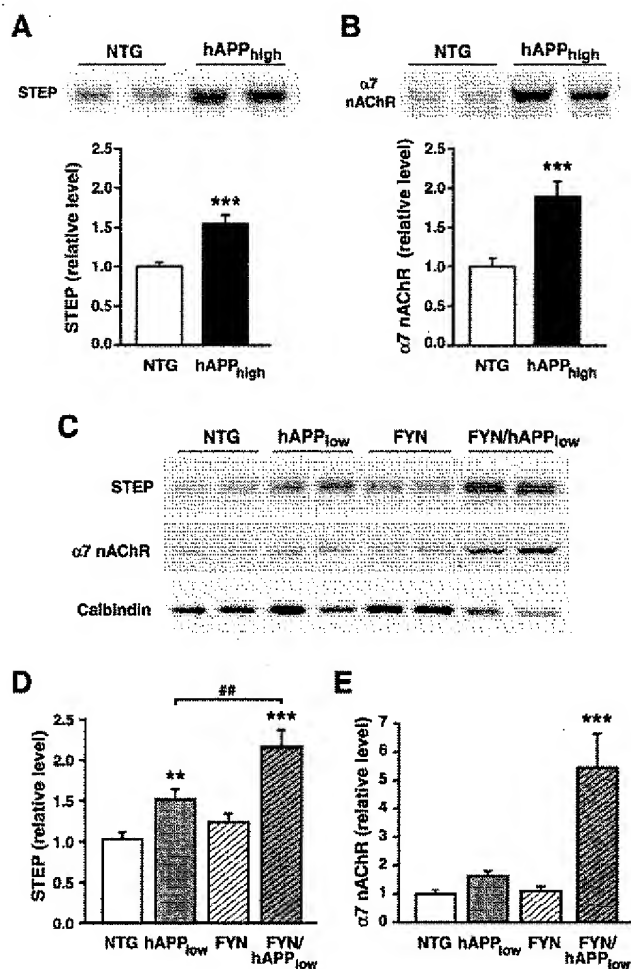 A
NTG hAPPhigh
STEP
STEP (relative level)
2.5
2.0
1.5
1.0
0.5
0.0
***
NTG hAPPhigh
B
NTG hAPPhigh
α7
nAChR
α7 nAChR (relative level)
2.5
2.0
1.5
1.0
0.5
0.0
***
NTG hAPPhigh
C
NTG hAPPlow FYN FYN/hAPPlow
STEP
α7 nAChR
Calbindin
D
STEP (relative level)
2.5
2.0
1.5
1.0
0.5
0.0
##
**
***
NTG hAPPlow FYN FYN/
hAPPlow
E
α7 nAChR (relative level)
7
6
5
4
3
2
1
0
***
NTG hAPPlow FYN FYN/
hAPPlow